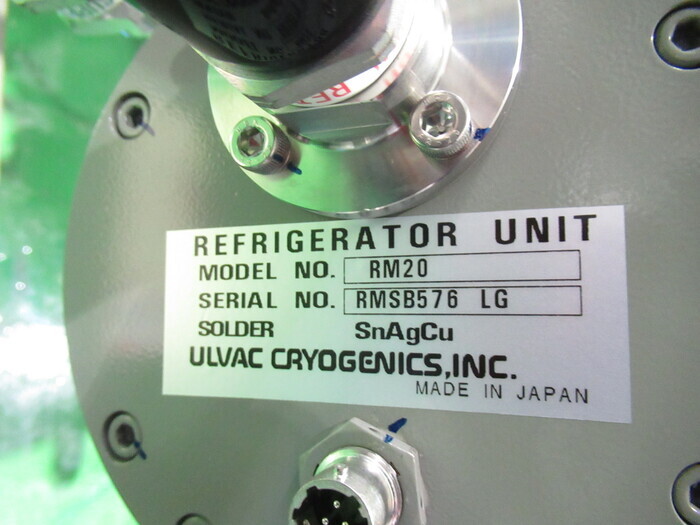 REFRIGERATOR UNIT
MODEL NO. RM20
SERIAL NO. RMSB576 LG
SOLDER SnAgCu
ULVAC CRYOGENICS,INC.
MADE IN JAPAN